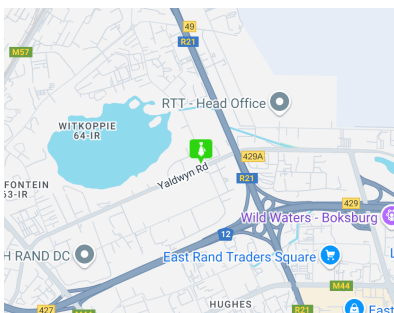 49
R21
M57
RTT - Head Office
WITKOPPIE
64-IR
429A
Yaldwyn Rd
R21
FONTEIN
63-IR
429
Wild Waters - Boksburg
12
H RAND DC
East Rand Traders Square
L
M44
HUGHES
427
R21
East